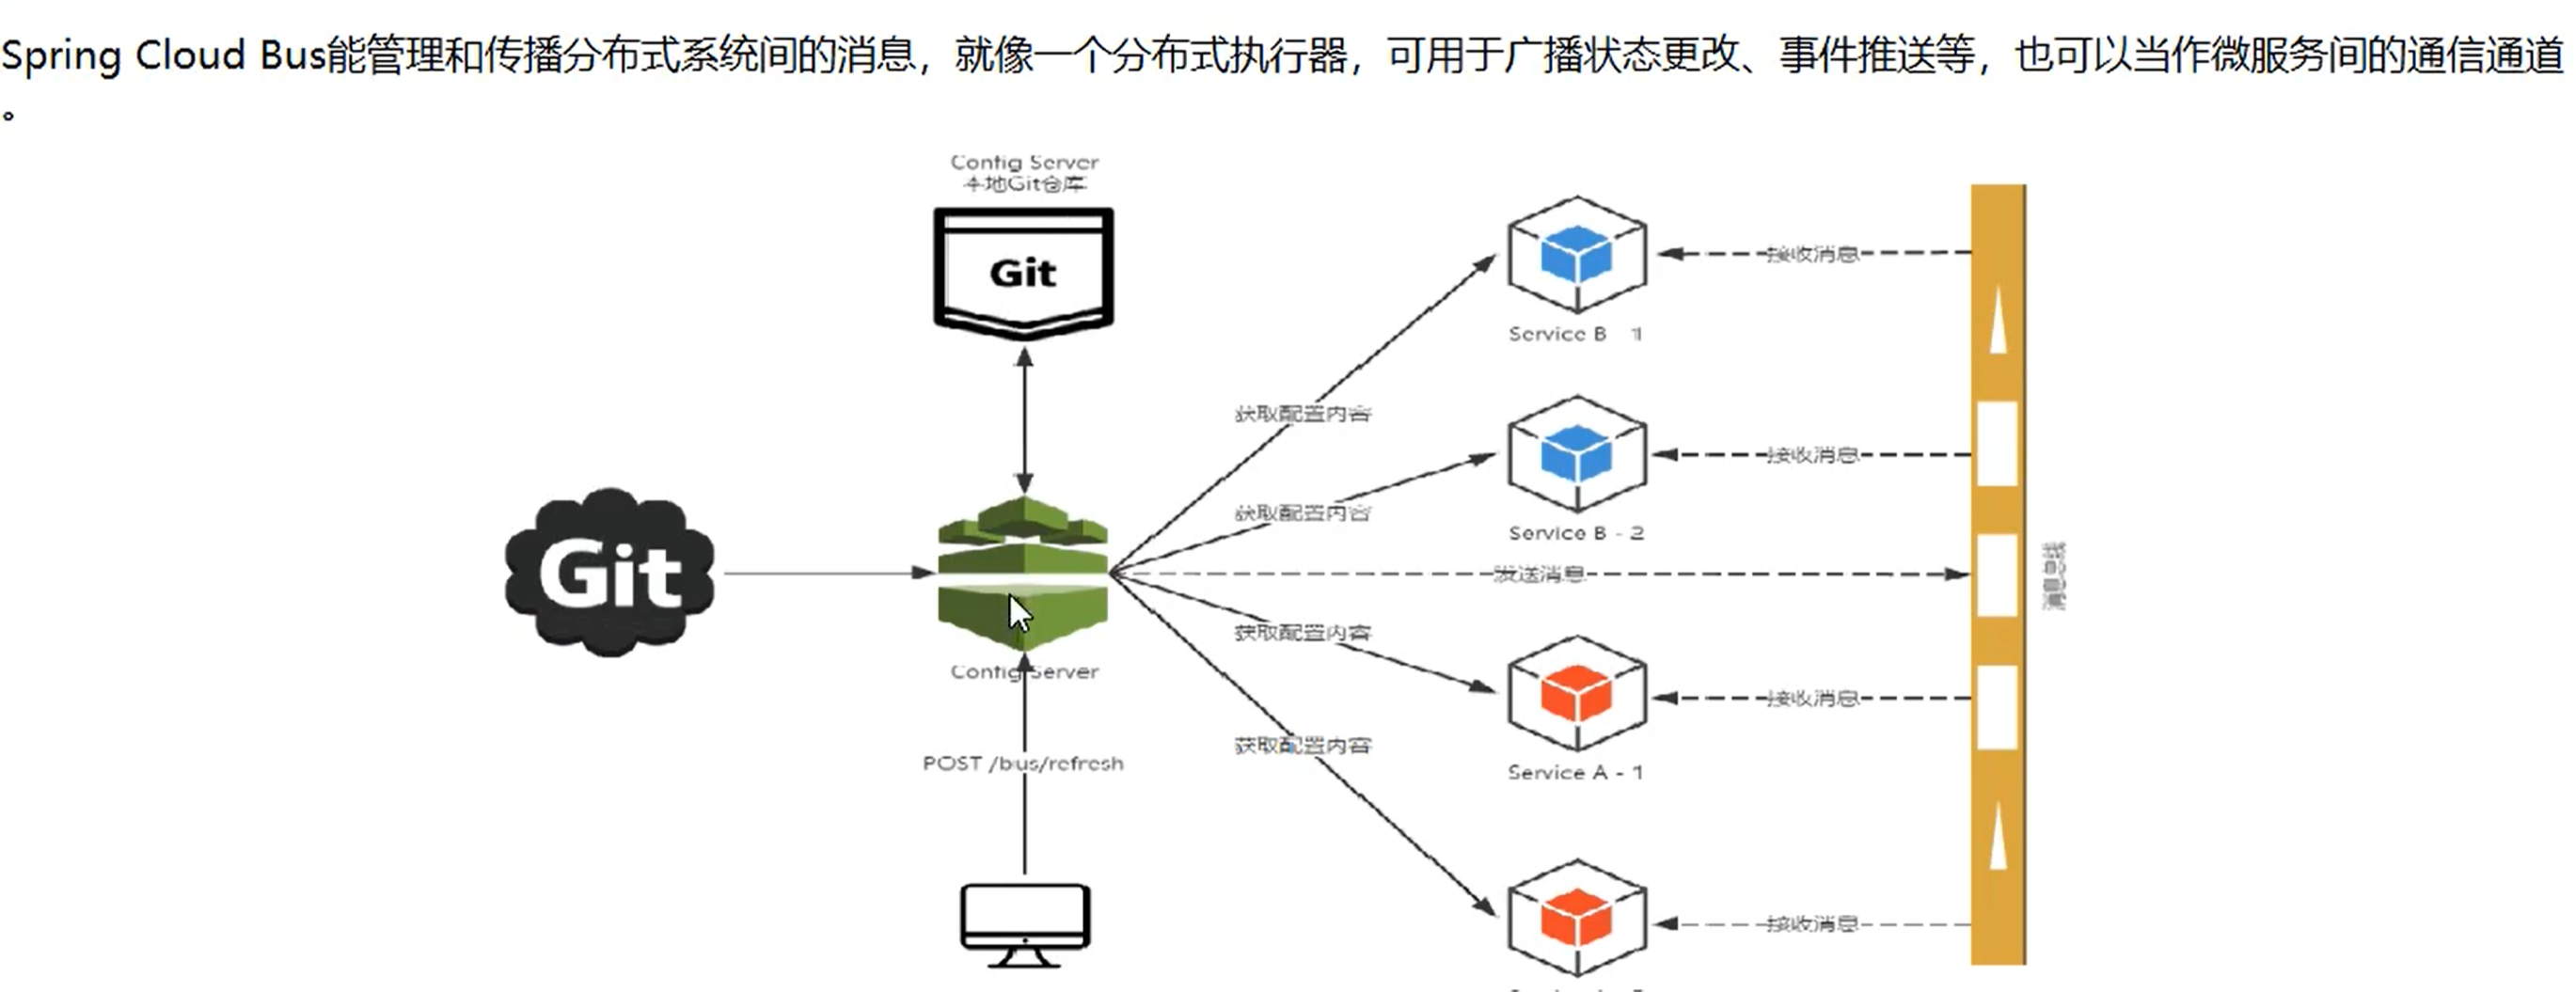 Spring Cloud Bus能管理和传播分布式系统间的消息，就像一个分布式执行器，可用于广播状态更改、事件推送等，也可以当作微服务间的通信通道
。
Config Server
本地Git仓库
Git
接收消息
Service B - 1
获取配置内容
接收消息
获取配置内容
Service B - 2
Git
发送消息
消息总线
获取配置内容
Config Server
接收消息
获取配置内容
POST /bus/refresh
Service A - 1
接收消息